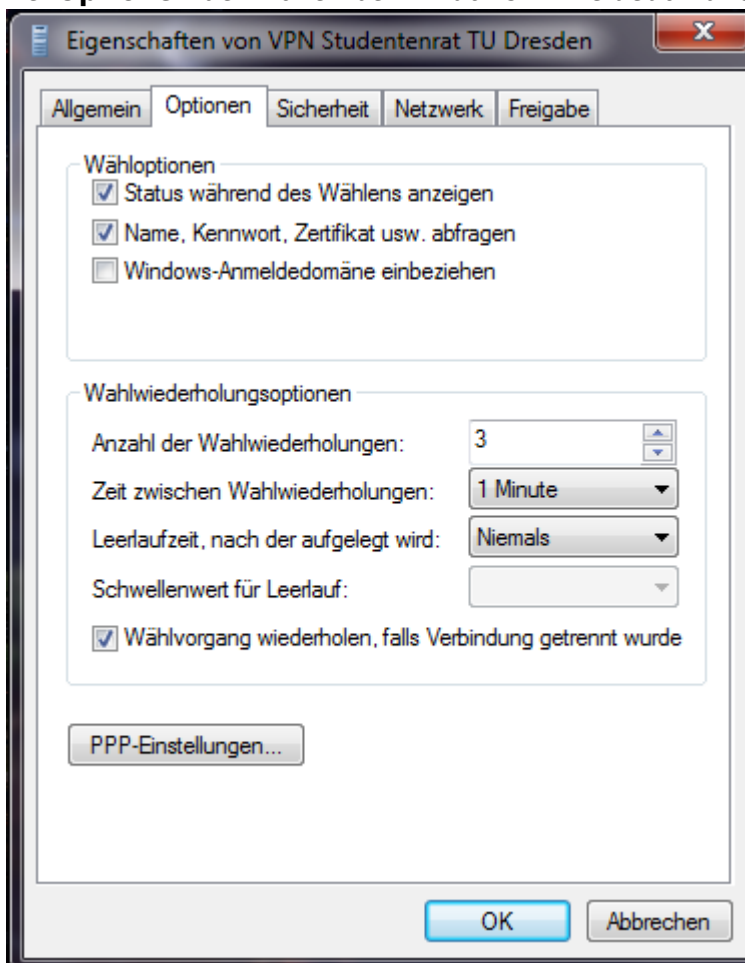 Eigenschaften von VPN Studentenrat TU Dresden
Allgemein Optionen Sicherheit Netzwerk Freigabe
Wähloptionen
Status während des Wählens anzeigen
Name, Kennwort, Zertifikat usw. abfragen
Windows-Anmeldedomäne einbeziehen
Wahlwiederholungsoptionen
Anzahl der Wahlwiederholungen: 3
Zeit zwischen Wahlwiederholungen: 1 Minute
Leerlaufzeit, nach der aufgelegt wird: Niemals
Schwellenwert für Leerlauf:
Wählvorgang wiederholen, falls Verbindung getrennt wurde
PPP-Einstellungen...
OK Abbrechen